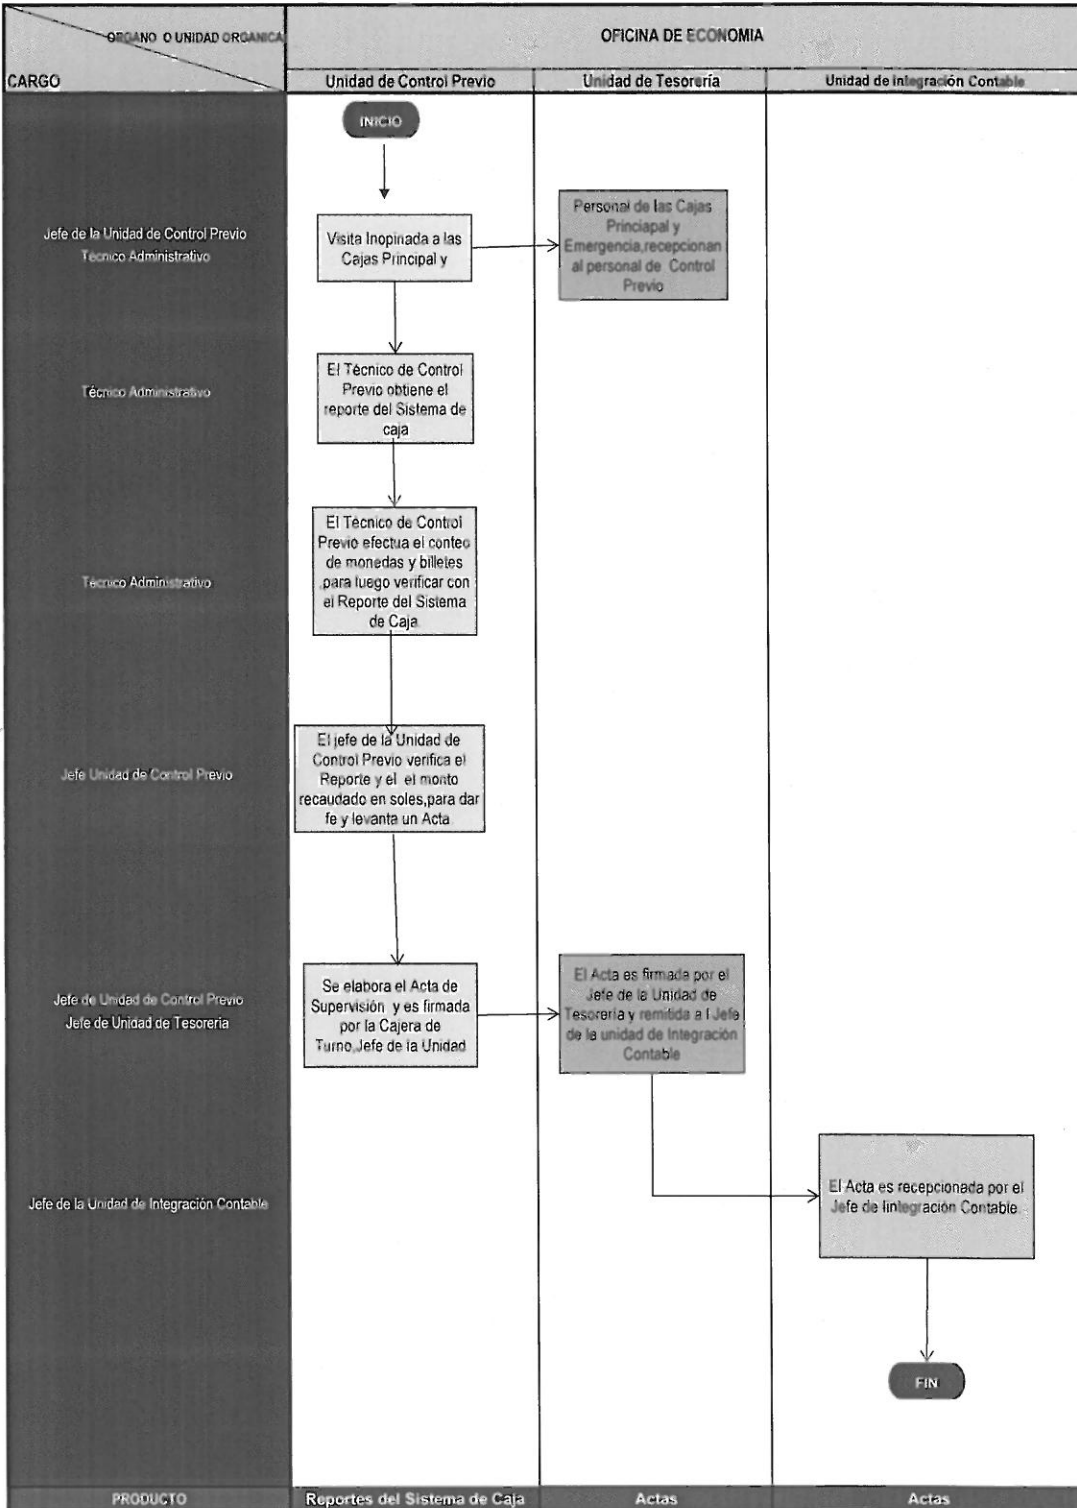 ORGANO O UNIDAD ORGANICA
CARGO
OFICINA DE ECONOMIA
Unidad de Control Previo
Unidad de Tesorería
Unidad de Integración Contable
INICIO
Jefe de la Unidad de Control Previo
Técnico Administrativo
Visita Inopinada a las
Cajas Principal y
Personal de las Cajas
Princiapal y
Emergencia,recepcionan
al personal de Control
Previo
Técnico Administrativo
El Técnico de Control
Previo obtiene el
reporte del Sistema de
caja
Técnico Administrativo
El Técnico de Control
Previo efectua el conteo
de monedas y billetes
para luego verificar con
el Reporte del Sistema
de Caja
Jefe Unidad de Control Previo
El jefe de la Unidad de
Control Previo verifica el
Reporte y el el monto
recaudado en soles,para dar
fe y levanta un Acta
Jefe de Unidad de Control Previo
Jefe de Unidad de Tesoreria
Se elabora el Acta de
Supervisión y es firmada
por la Cajera de
Turno,Jefe de la Unidad
El Acta es firmada por el
Jefe de la Unidad de
Tesorería y remitida a l Jefe
de la unidad de Integración
Contable
Jefe de la Unidad de Integración Contable
El Acta es recepcionada por el
Jefe de Iintegración Contable
FIN
PRODUCTO
Reportes del Sistema de Caja
Actas
Actas